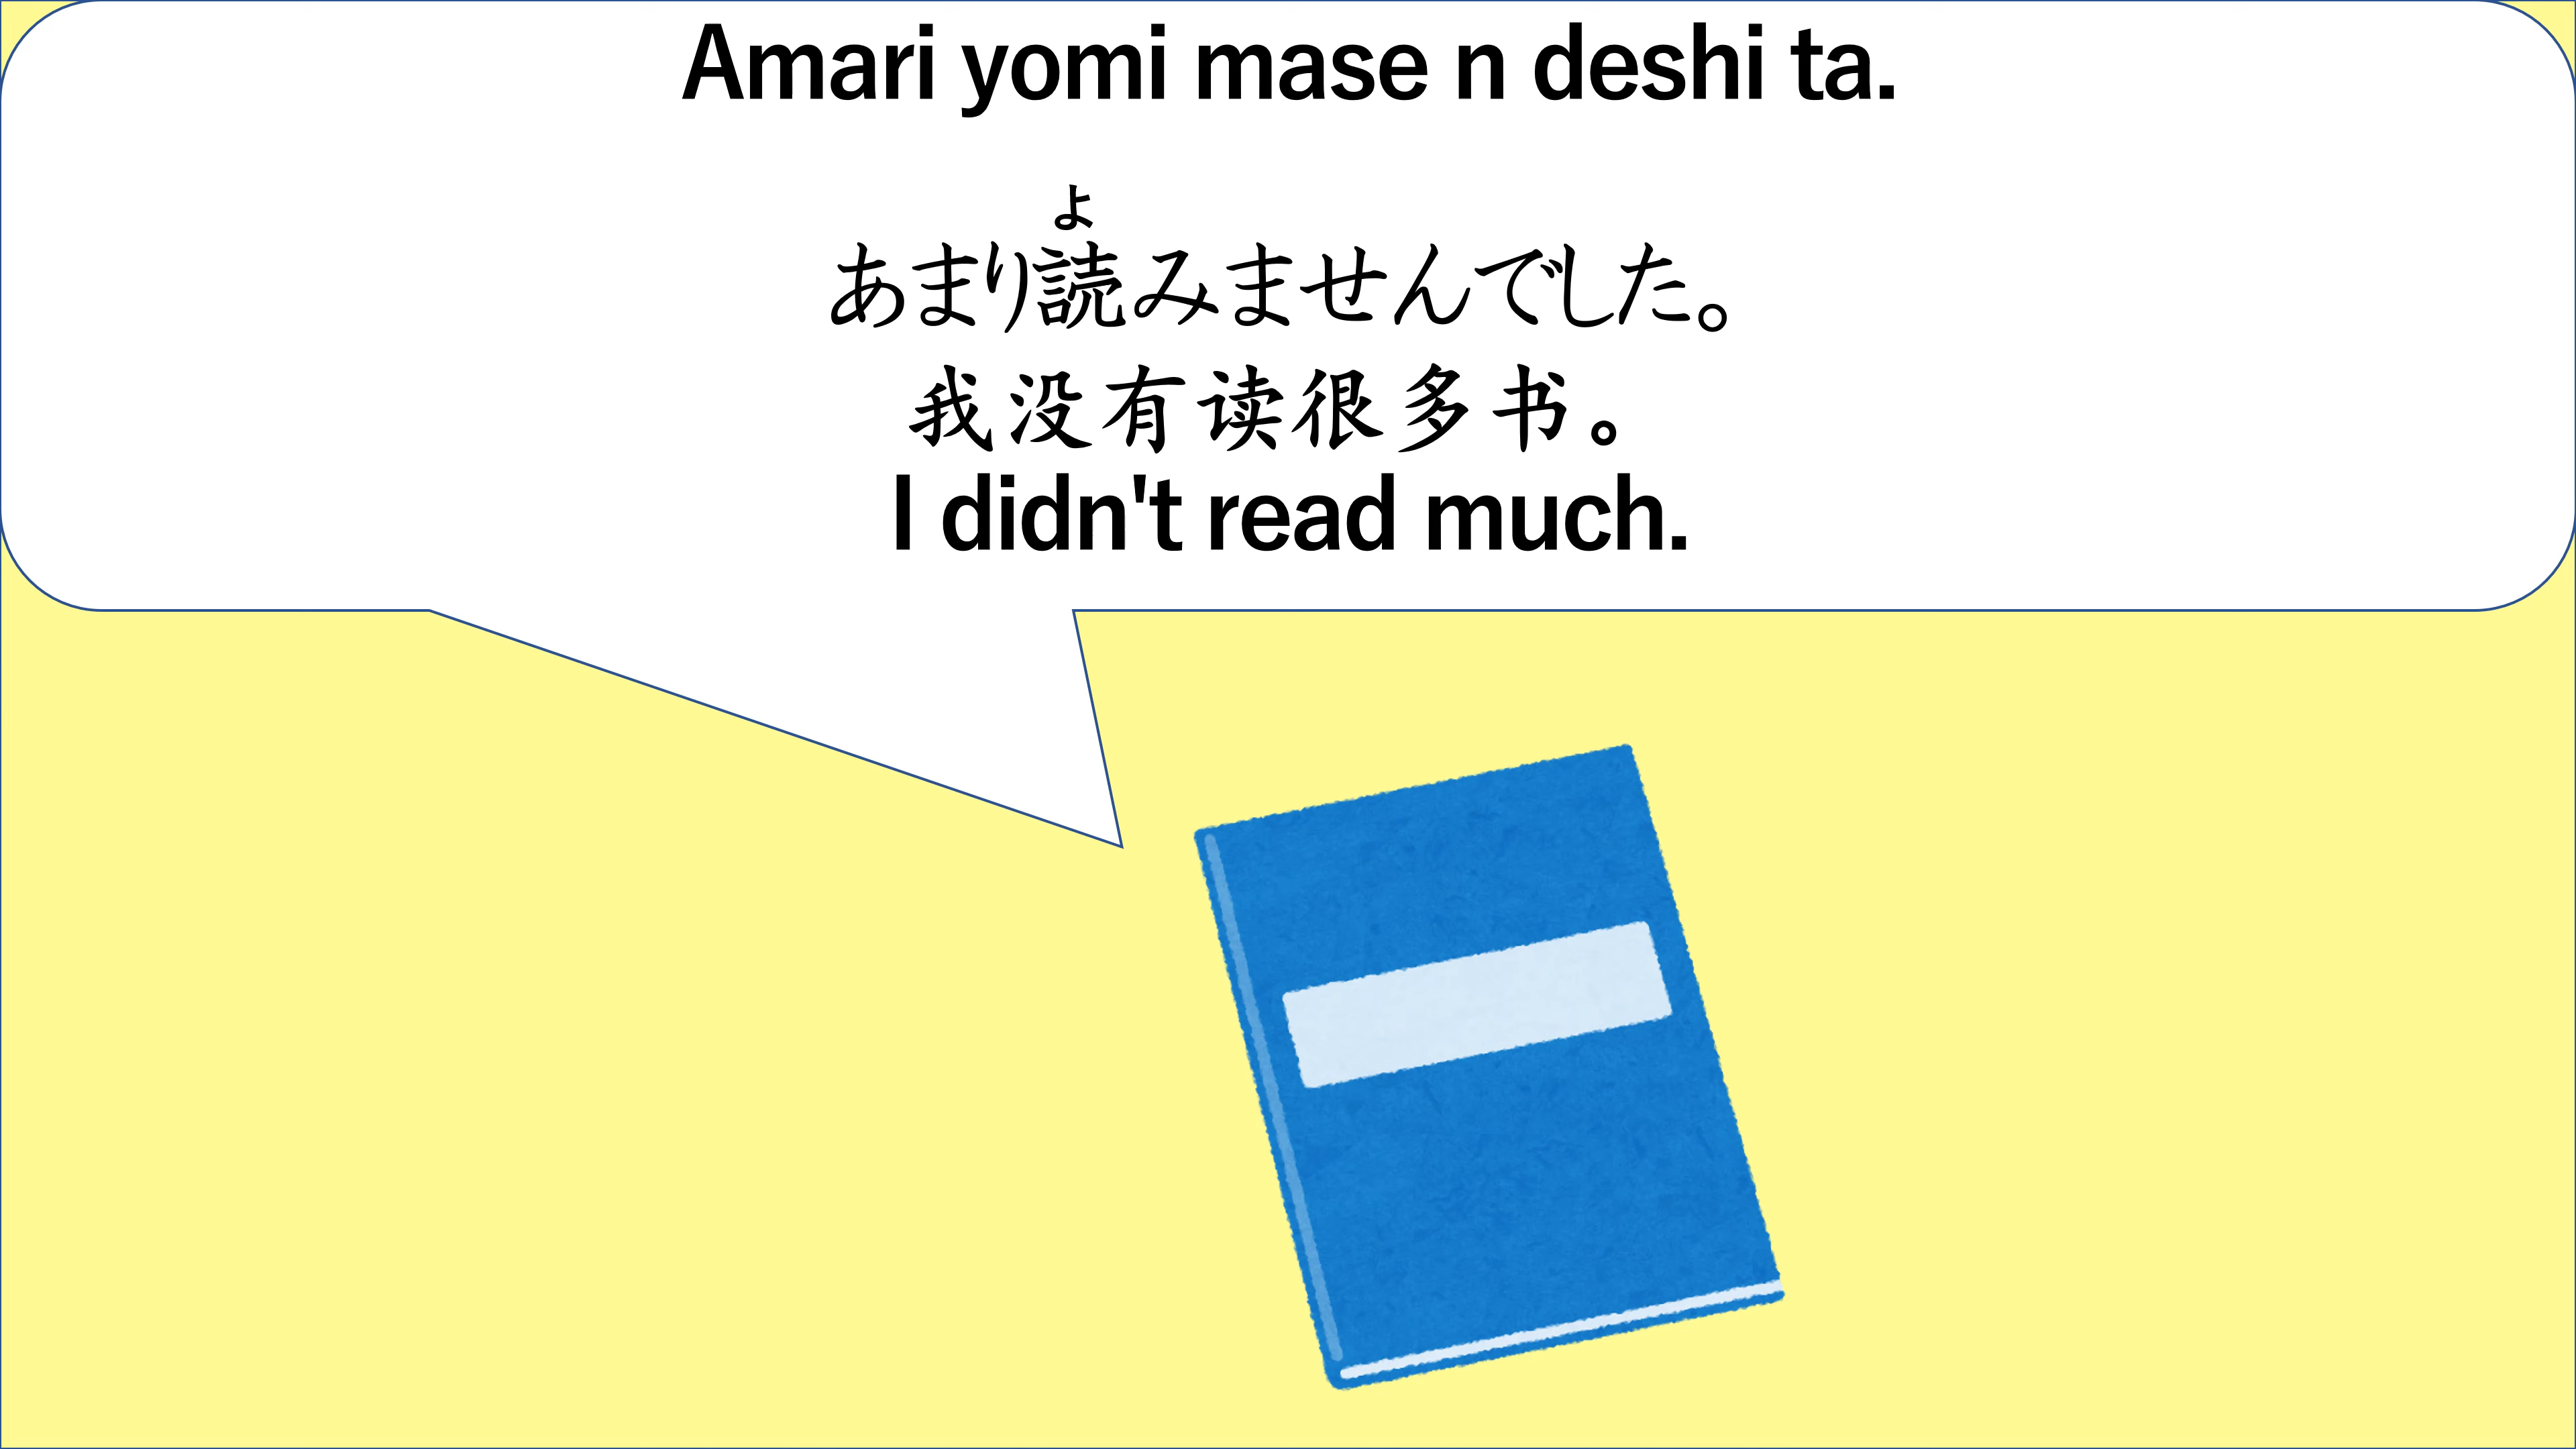 Amari yomi mase n deshi ta.
よ
あまり読みませんでした。
我没有读很多书。
I didn't read much.